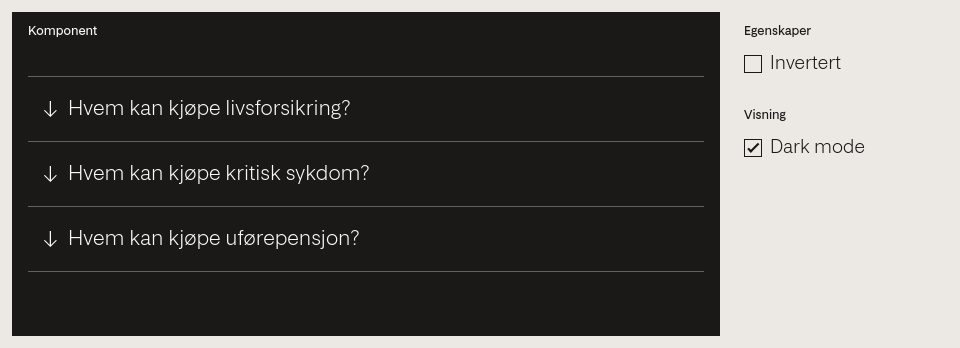 Komponent
Hvem kan kjøpe livsforsikring?
Hvem kan kjøpe kritisk sykdom?
Hvem kan kjøpe uførepensjon?
Egenskaper
Invertert
Visning
Dark mode